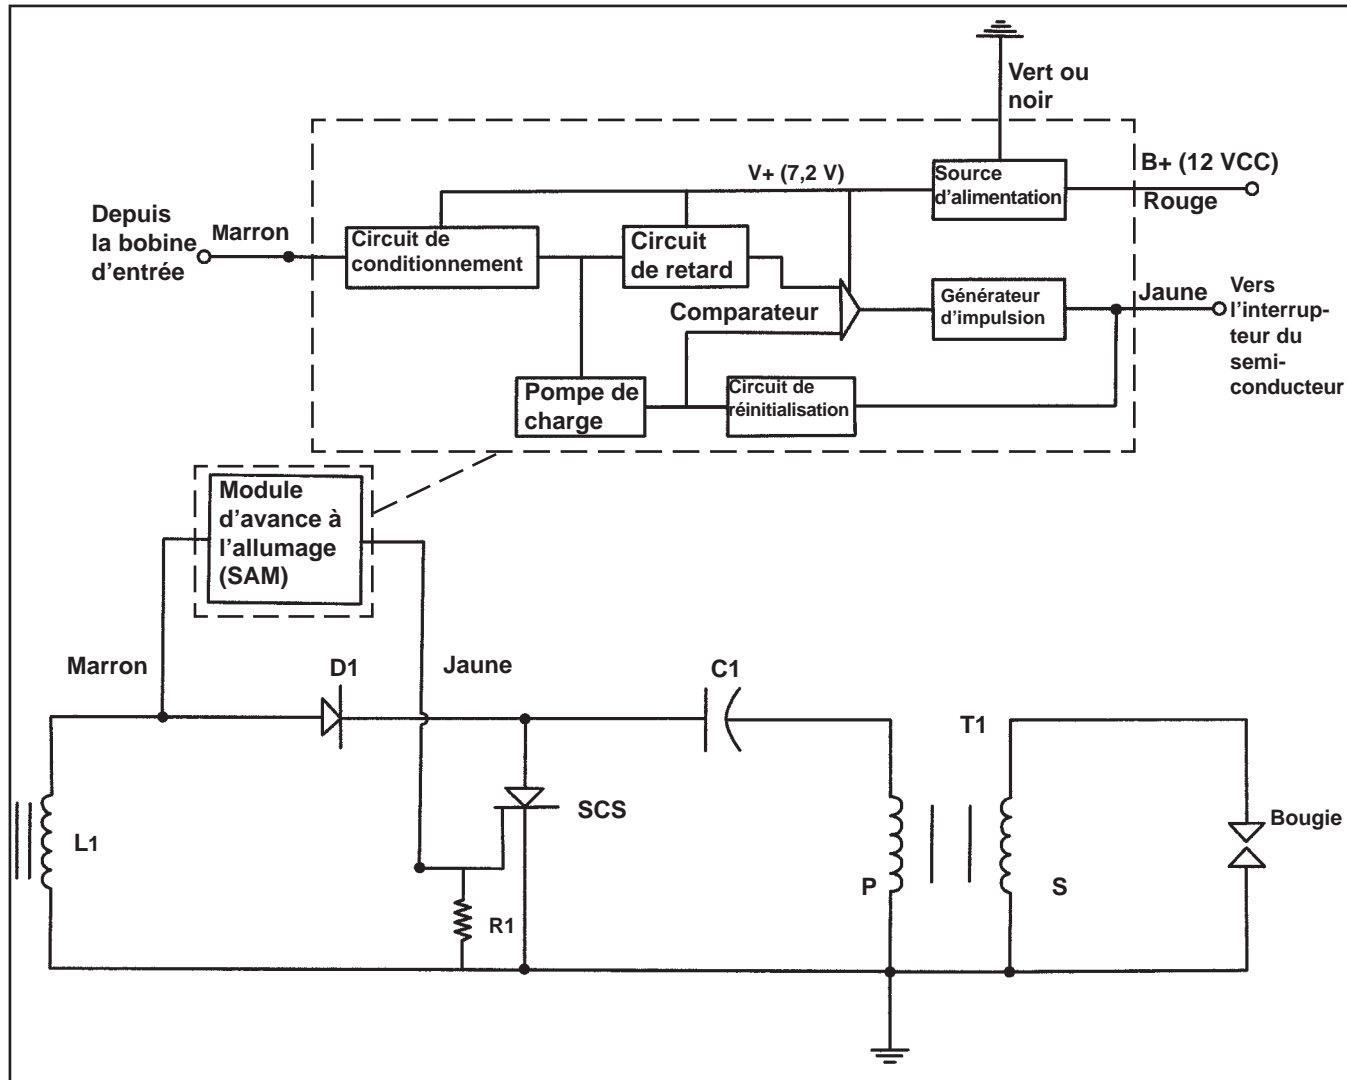 Vert ou
noir
B+ (12 VCC)
Rouge
V+ (7,2 V)
Source
d'alimentation
Depuis
la bobine
d'entrée
Marron
Circuit de
conditionnement
Circuit
de retard
Comparateur
Générateur
d'impulsion
Jaune
Vers
l'interrup-
teur du
semi-
conducteur
Pompe de
charge
Circuit de
réinitialisation
Module
d'avance à
l'allumage
(SAM)
Marron
D1
Jaune
C1
T1
L1
SCS
R1
P
S
Bougie